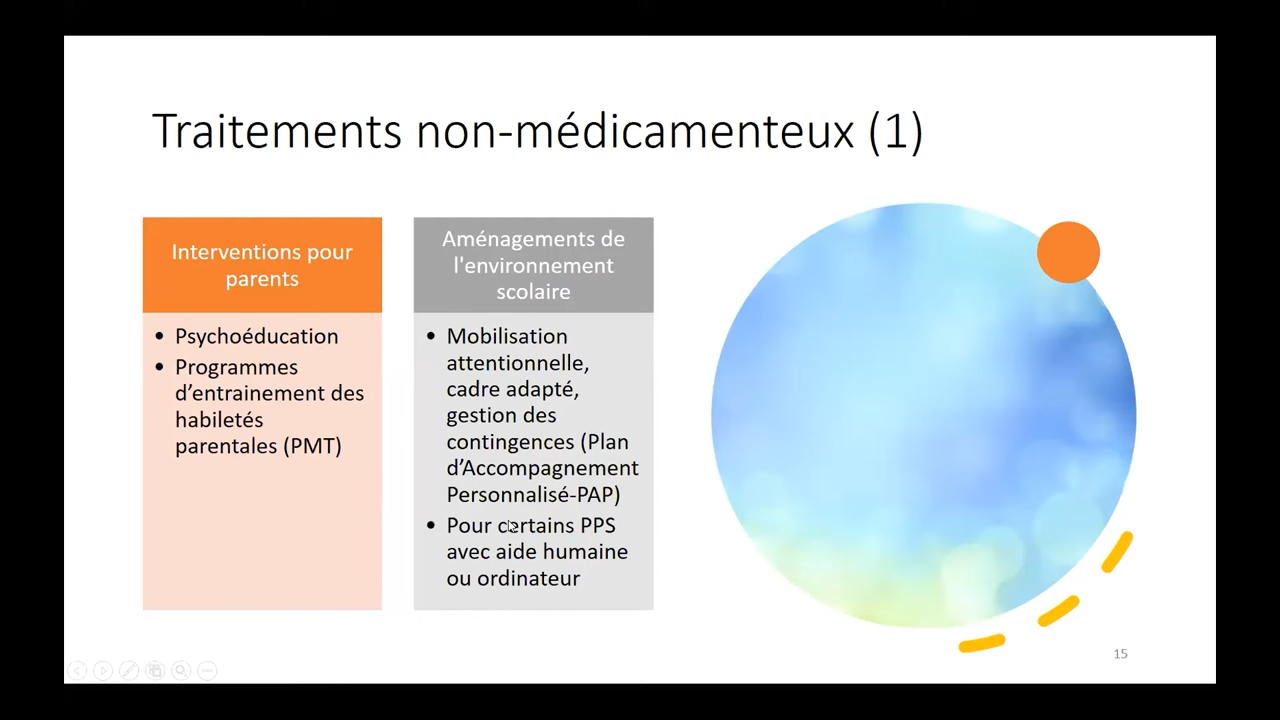 Traitements non-médicamenteux (1)
Interventions pour
parents
• Psychoéducation
• Programmes
d’entrainement des
habiletés
parentales (PMT)
Aménagements de
l'environnement
scolaire
• Mobilisation
attentionnelle,
cadre adapté,
gestion des
contingences (Plan
d’Accompagnement
Personnalisé-PAP)
• Pour certains PPS
avec aide humaine
ou ordinateur
15